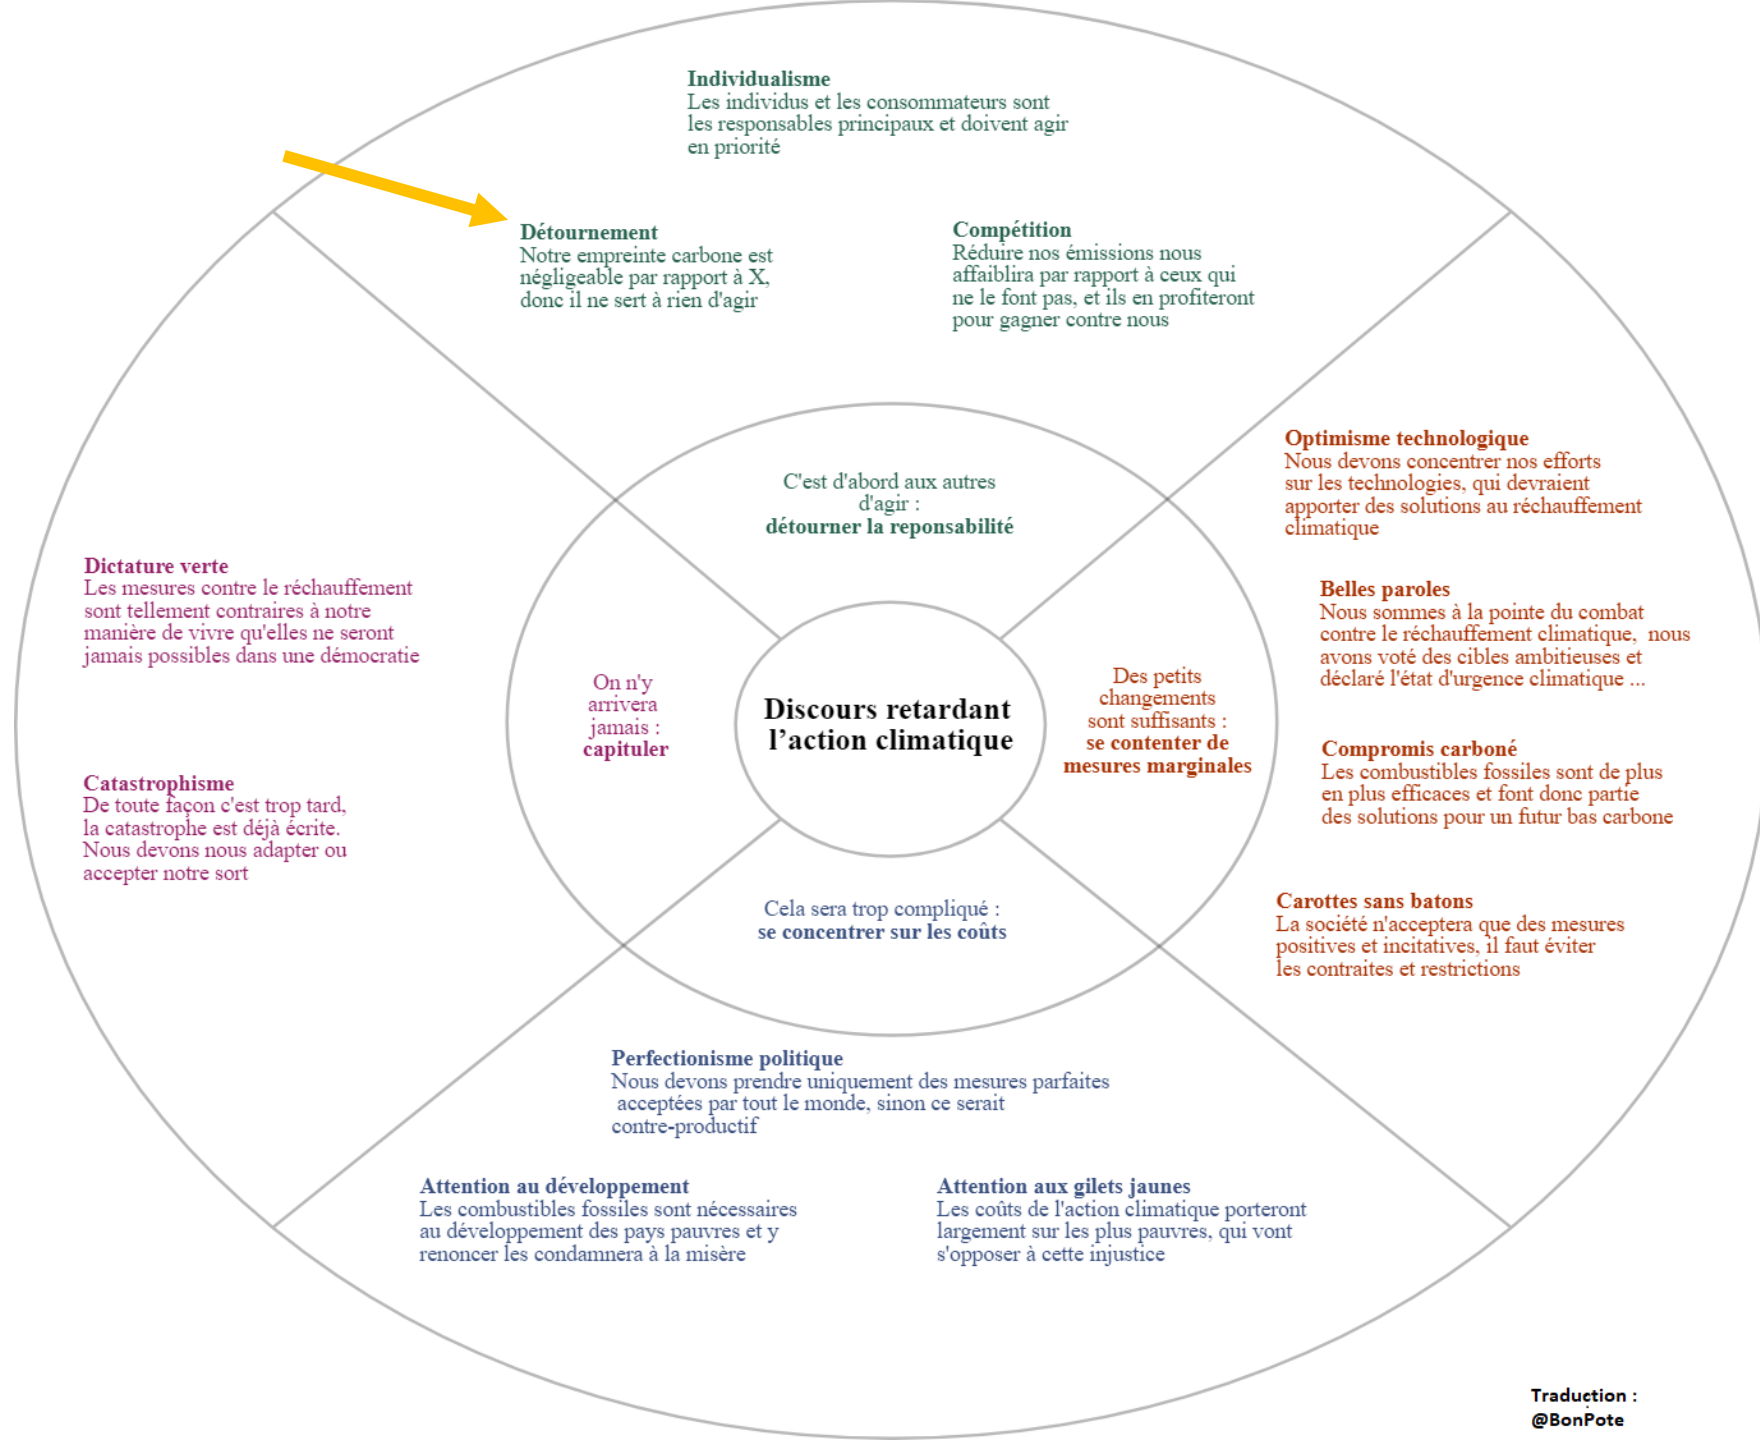 Individualisme
Les individus et les consommateurs sont
les responsables principaux et doivent agir
en priorité
Détournement
Notre empreinte carbone est
négligeable par rapport à X,
donc il ne sert à rien d'agir
Compétition
Réduire nos émissions nous
affaiblira par rapport à ceux qui
ne le font pas, et ils en profiteront
pour gagner contre nous
C'est d'abord aux autres
d'agir :
détourner la reponsabilité
Optimisme technologique
Nous devons concentrer nos efforts
sur les technologies, qui devraient
apporter des solutions au réchauffement
climatique
Belles paroles
Nous sommes à la pointe du combat
contre le réchauffement climatique, nous
avons voté des cibles ambitieuses et
déclaré l'état d'urgence climatique ...
Compromis carboné
Les combustibles fossiles sont de plus
en plus efficaces et font donc partie
des solutions pour un futur bas carbone
Carottes sans batons
La société n'acceptera que des mesures
positives et incitatives, il faut éviter
les contraites et restrictions
Des petits
changements
sont suffisants :
se contenter de
mesures marginales
Discours retardant
l’action climatique
On n'y
arrivera
jamais :
capituler
Dictature verte
Les mesures contre le réchauffement
sont tellement contraires à notre
manière de vivre qu'elles ne seront
jamais possibles dans une démocratie
Catastrophisme
De toute façon c'est trop tard,
la catastrophe est déjà écrite.
Nous devons nous adapter ou
accepter notre sort
Cela sera trop compliqué :
se concentrer sur les coûts
Perfectionisme politique
Nous devons prendre uniquement des mesures parfaites
acceptées par tout le monde, sinon ce serait
contre-productif
Attention au développement
Les combustibles fossiles sont nécessaires
au développement des pays pauvres et y
renoncer les condamnera à la misère
Attention aux gilets jaunes
Les coûts de l'action climatique porteront
largement sur les plus pauvres, qui vont
s'opposer à cette injustice
Traduction :
@BonPote